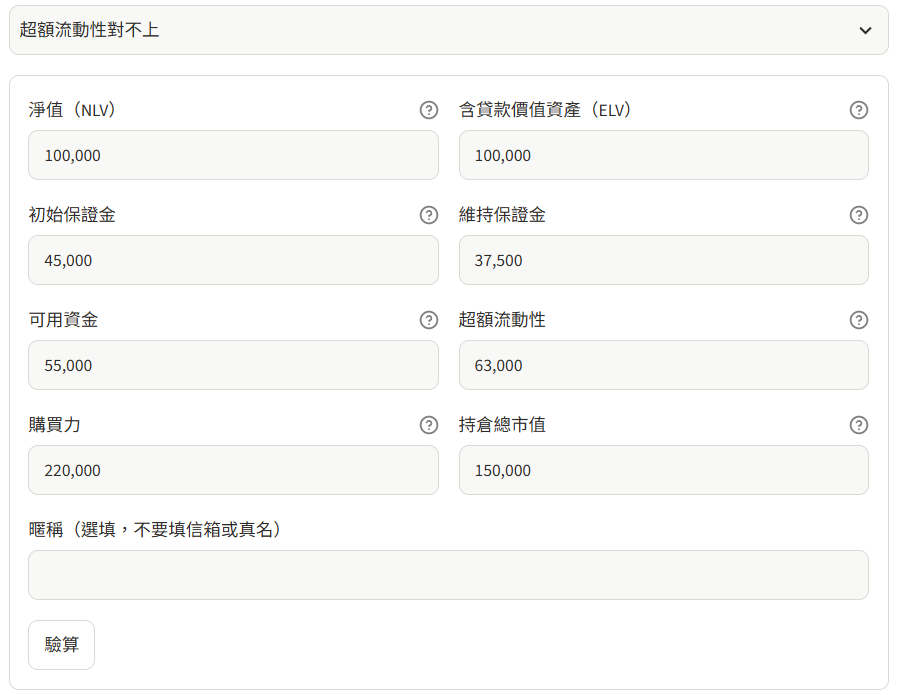 超額流動性對不上
淨值（NLV）
含貸款價值資產（ELV）
100,000
100,000
初始保證金
維持保證金
45,000
37,500
可用資金
超額流動性
55,000
63,000
購買力
持倉總市值
220,000
150,000
暱稱（選填，不要填信箱或真名）
驗算